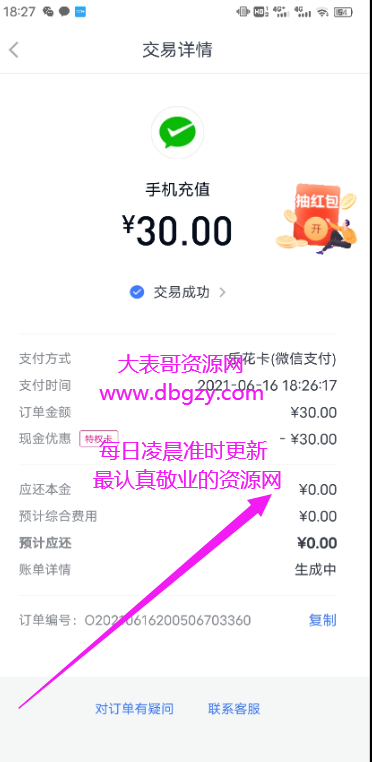 18:27
交易详情
手机充值
¥30.00
抽红包
开
交易成功
支付方式 乐花卡(微信支付)
大表哥资源网
支付时间 2021-06-16 18:26:17
www.dbgzy.com
订单金额 ¥30.00
现金优惠 特权卡 - ¥30.00
每日凌晨准时更新
最认真敬业的资源网
应还本金 ¥0.00
预计综合费用 ¥0.00
预计应还 ¥0.00
账单详情 生成中
订单编号: O20210616200506703360 复制
对订单有疑问 联系客服